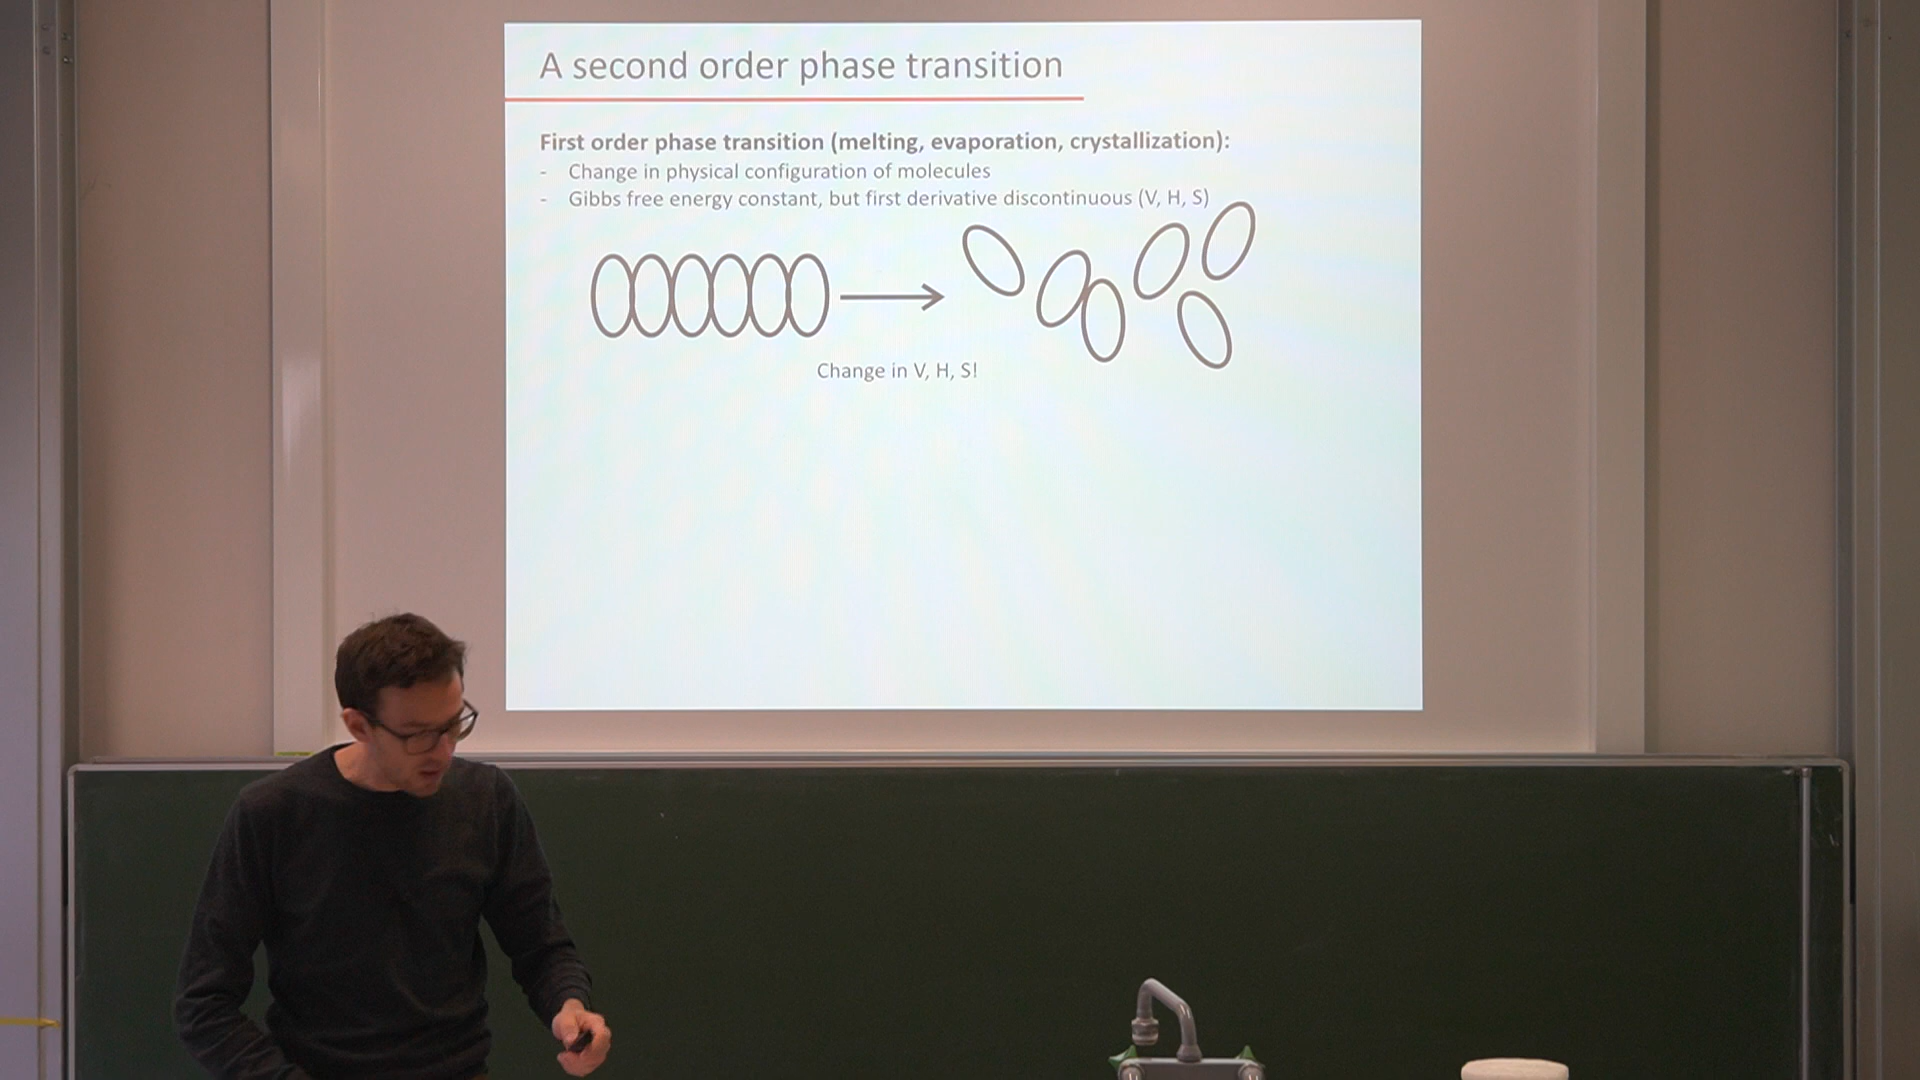 A second order phase transition
First order phase transition (melting, evaporation, crystallization):
- Change in physical configuration of molecules
- Gibbs free energy constant, but first derivative discontinuous (V, H, S)
Change in V, H, S!